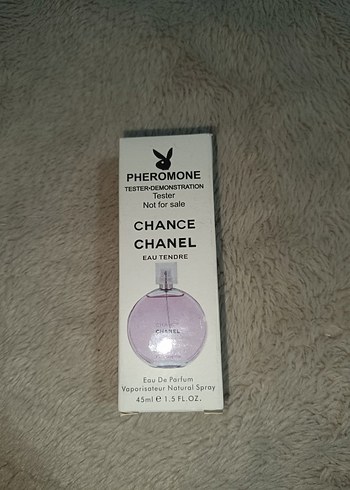 PHEROMONE
TESTER-DEMONSTRATION
Tester
Not for sale
CHANCE
CHANEL
EAU TENDRE
CHANEL
Eau De Parfum
Vaporisateur Natural Spray
45ml e 1.5 FL.OZ.